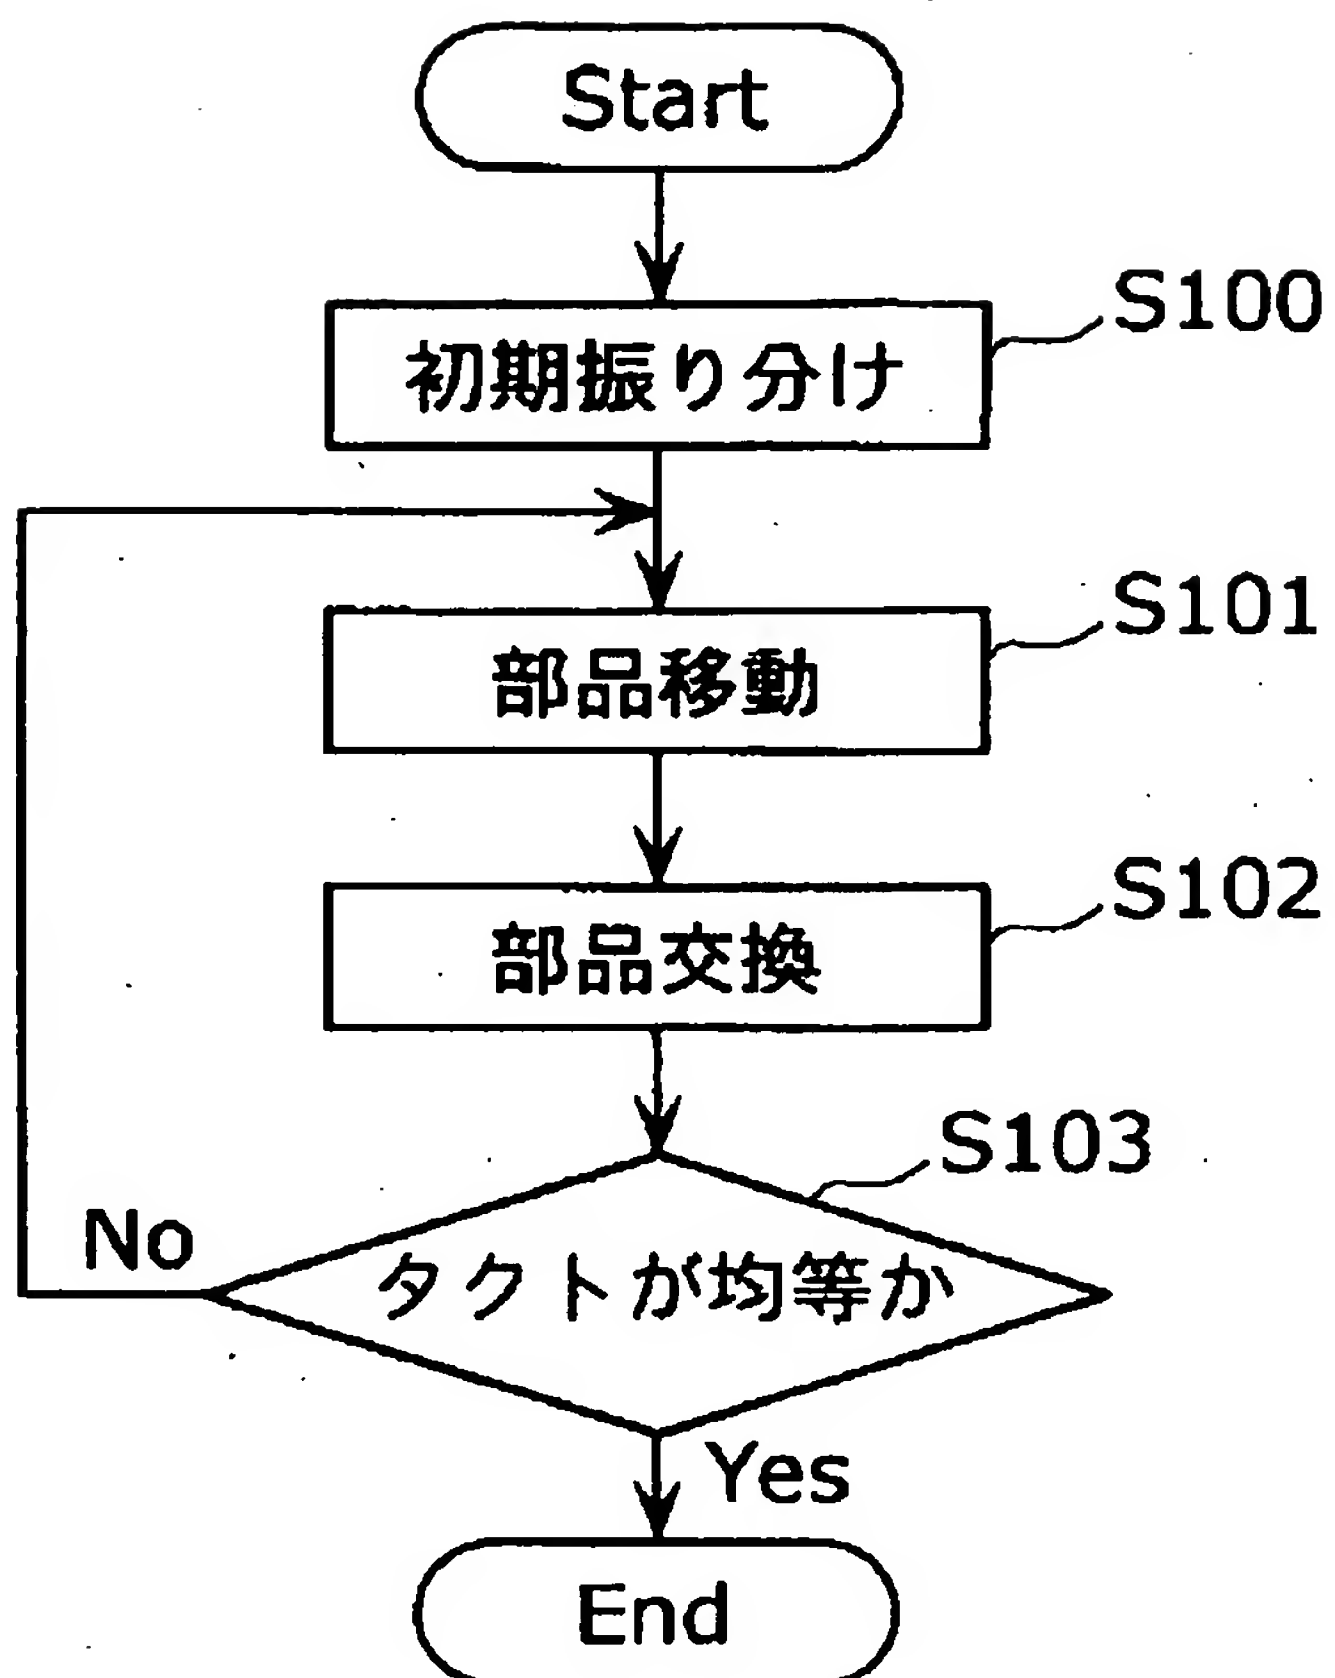 Start
初期振り分け
S100
部品移動
S101
部品交換
S102
S103
タクトが均等か
No
Yes
End